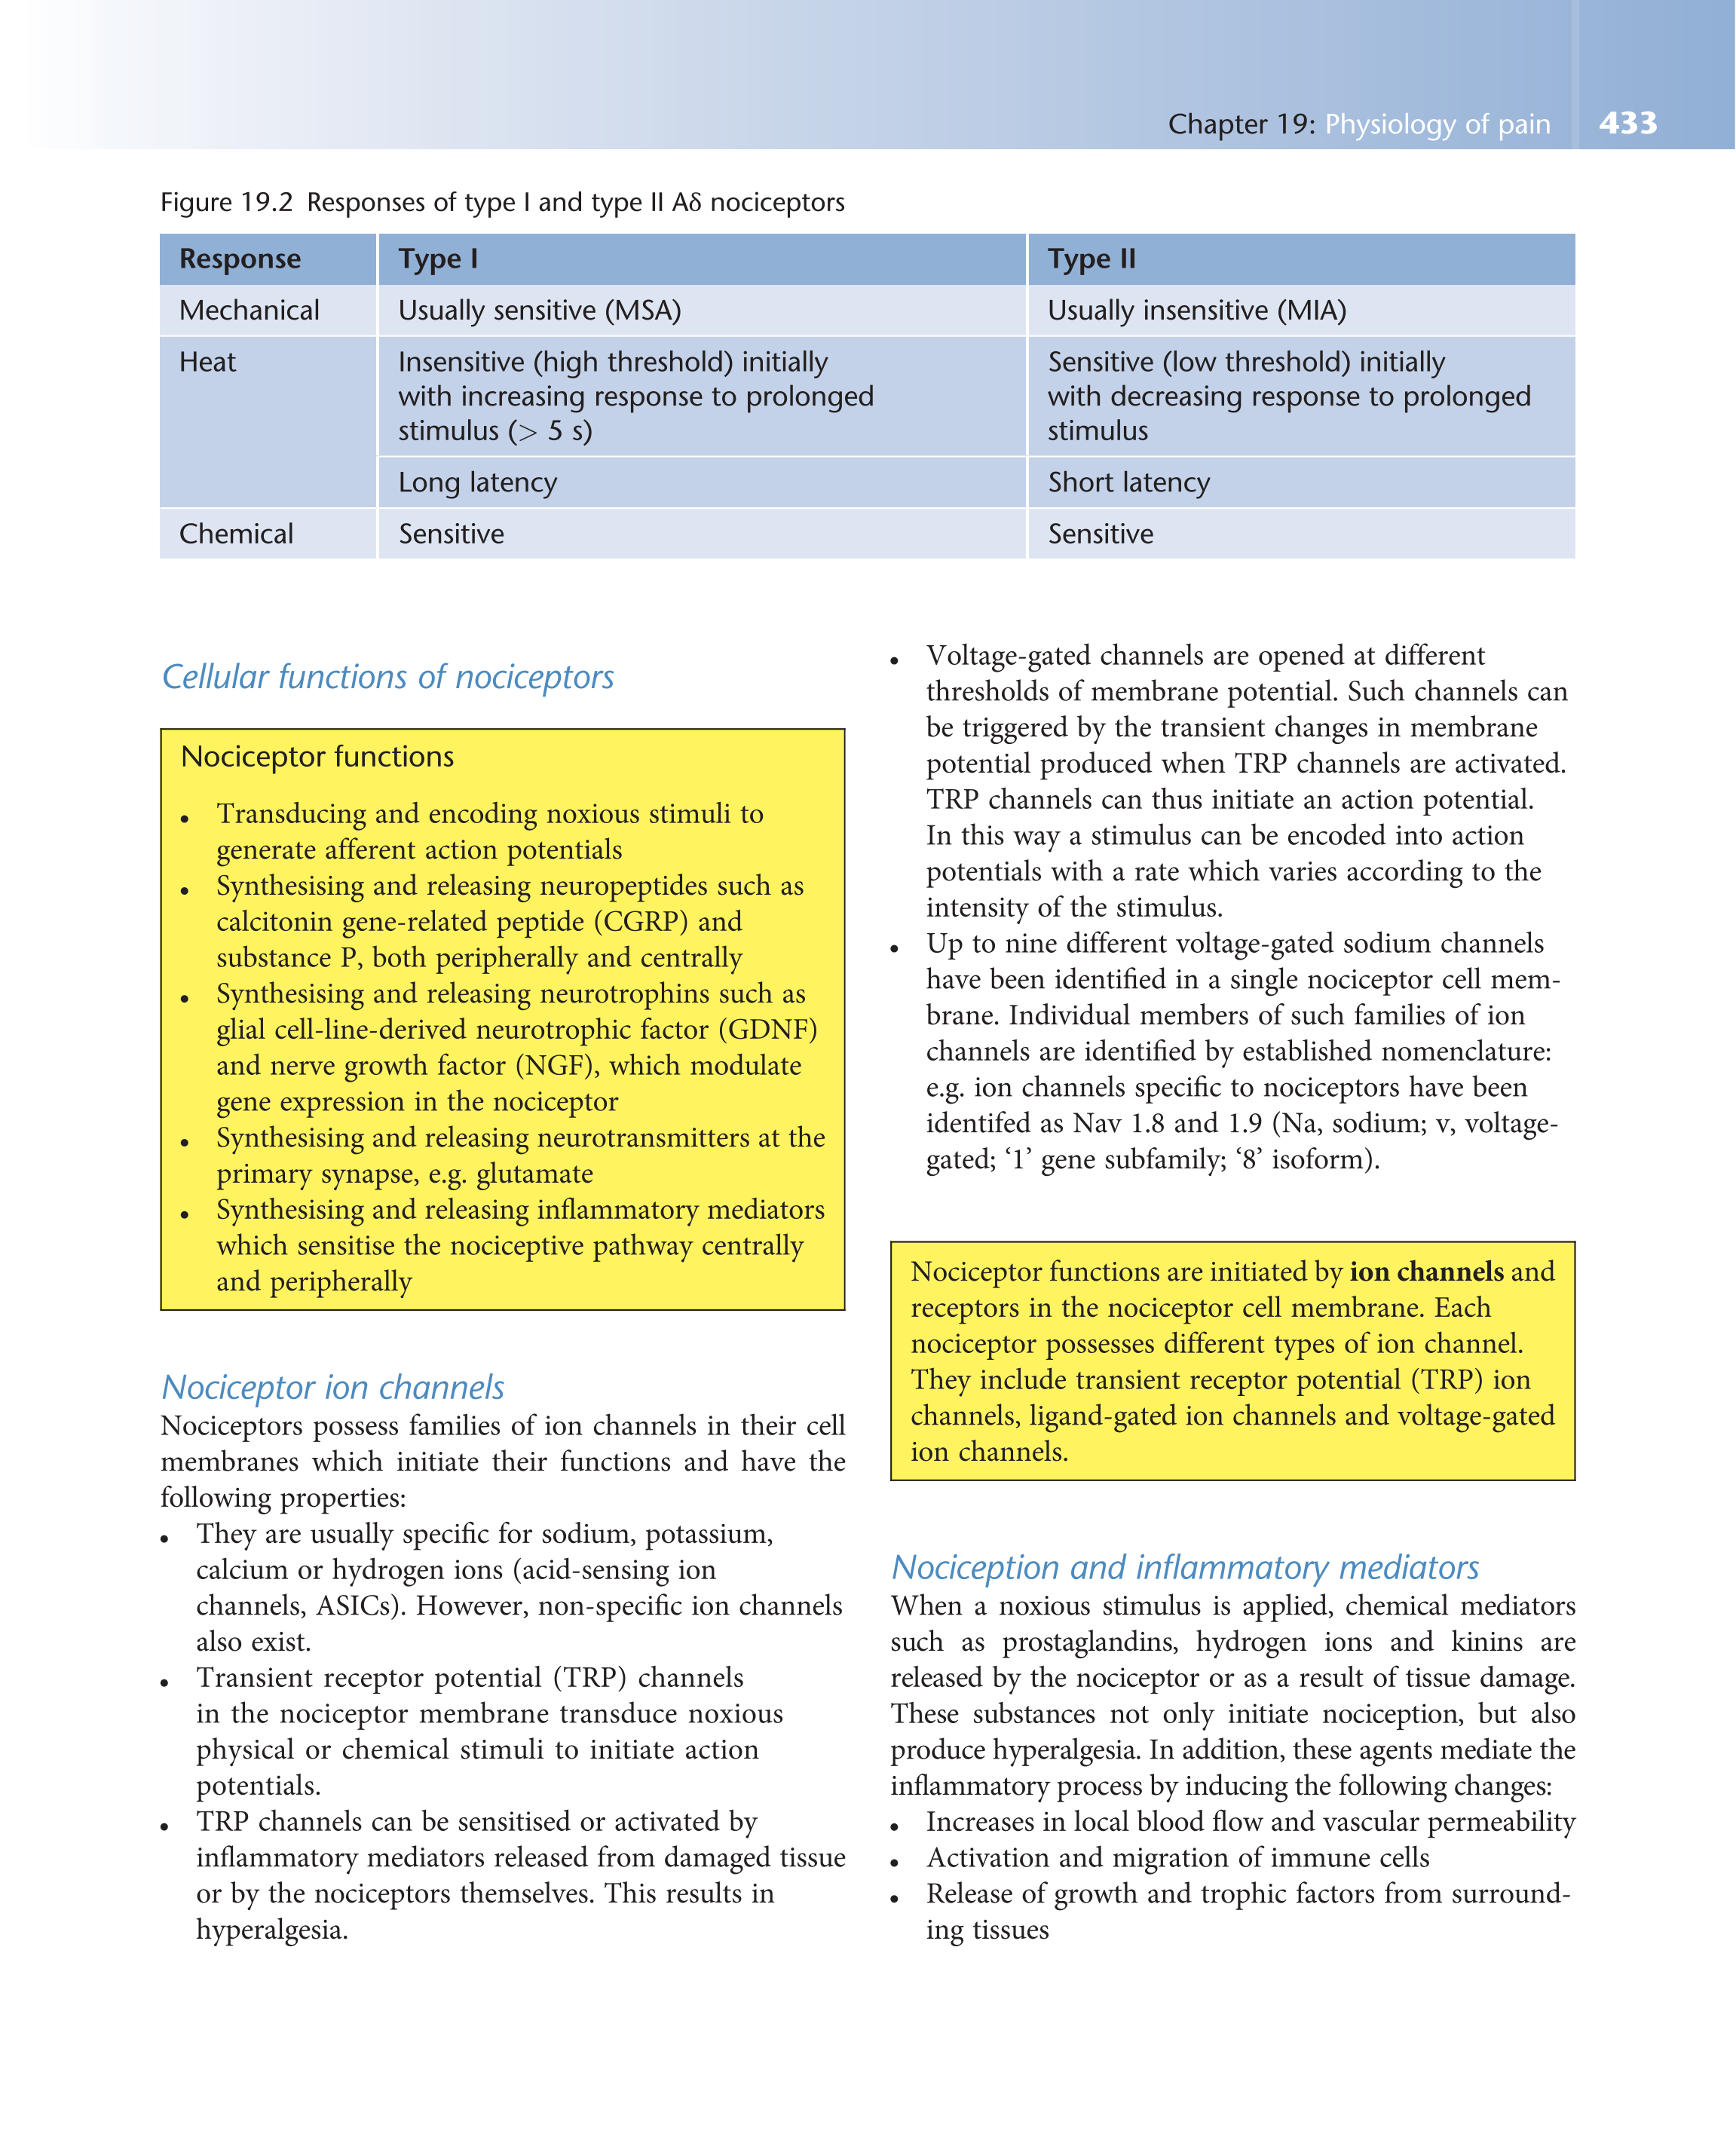 Chapter 19: Physiology of pain 433
Figure 19.2 Responses of type I and type II Aδ nociceptors
Response Type I Type II
Mechanical Usually sensitive (MSA) Usually insensitive (MIA)
Heat Insensitive (high threshold) initially Sensitive (low threshold) initially
with increasing response to prolonged with decreasing response to prolonged
stimulus (> 5 s) stimulus
Long latency Short latency
Chemical Sensitive Sensitive
Cellular functions of nociceptors
Nociceptor functions
• Transducing and encoding noxious stimuli to
generate afferent action potentials
• Synthesising and releasing neuropeptides such as
calcitonin gene-related peptide (CGRP) and
substance P, both peripherally and centrally
• Synthesising and releasing neurotrophins such as
glial cell-line-derived neurotrophic factor (GDNF)
and nerve growth factor (NGF), which modulate
gene expression in the nociceptor
• Synthesising and releasing neurotransmitters at the
primary synapse, e.g. glutamate
• Synthesising and releasing inflammatory mediators
which sensitise the nociceptive pathway centrally
and peripherally
Nociceptor ion channels
Nociceptors possess families of ion channels in their cell
membranes which initiate their functions and have the
following properties:
• They are usually specific for sodium, potassium,
calcium or hydrogen ions (acid-sensing ion
channels, ASICs). However, non-specific ion channels
also exist.
• Transient receptor potential (TRP) channels
in the nociceptor membrane transduce noxious
physical or chemical stimuli to initiate action
potentials.
• TRP channels can be sensitised or activated by
inflammatory mediators released from damaged tissue
or by the nociceptors themselves. This results in
hyperalgesia.
• Voltage-gated channels are opened at different
thresholds of membrane potential. Such channels can
be triggered by the transient changes in membrane
potential produced when TRP channels are activated.
TRP channels can thus initiate an action potential.
In this way a stimulus can be encoded into action
potentials with a rate which varies according to the
intensity of the stimulus.
• Up to nine different voltage-gated sodium channels
have been identified in a single nociceptor cell mem-
brane. Individual members of such families of ion
channels are identified by established nomenclature:
e.g. ion channels specific to nociceptors have been
identifed as Nav 1.8 and 1.9 (Na, sodium; v, voltage-
gated; ‘1’ gene subfamily; ‘8’ isoform).
Nociceptor functions are initiated by ion channels and
receptors in the nociceptor cell membrane. Each
nociceptor possesses different types of ion channel.
They include transient receptor potential (TRP) ion
channels, ligand-gated ion channels and voltage-gated
ion channels.
Nociception and inflammatory mediators
When a noxious stimulus is applied, chemical mediators
such as prostaglandins, hydrogen ions and kinins are
released by the nociceptor or as a result of tissue damage.
These substances not only initiate nociception, but also
produce hyperalgesia. In addition, these agents mediate the
inflammatory process by inducing the following changes:
• Increases in local blood flow and vascular permeability
• Activation and migration of immune cells
• Release of growth and trophic factors from surround-
ing tissues